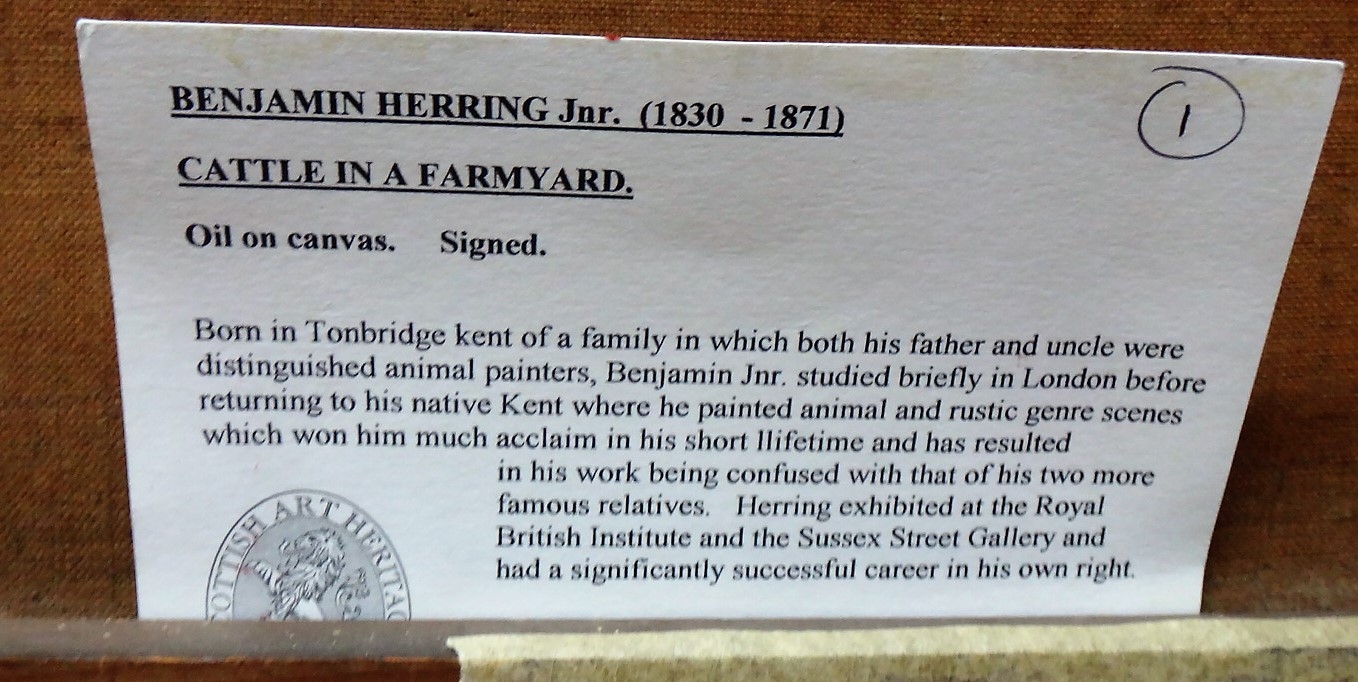 BENJAMIN HERRING Jnr. (1830 - 1871)
1
CATTLE IN A FARMYARD.
Oil on canvas. Signed.
Born in Tonbridge kent of a family in which both his father and uncle were
distinguished animal painters, Benjamin Jnr. studied briefly in London before
returning to his native Kent where he painted animal and rustic genre scenes
which won him much acclaim in his short llifetime and has resulted
in his work being confused with that of his two more
famous relatives. Herring exhibited at the Royal
British Institute and the Sussex Street Gallery and
had a significantly successful career in his own right.
OTTISH ART HERITAG